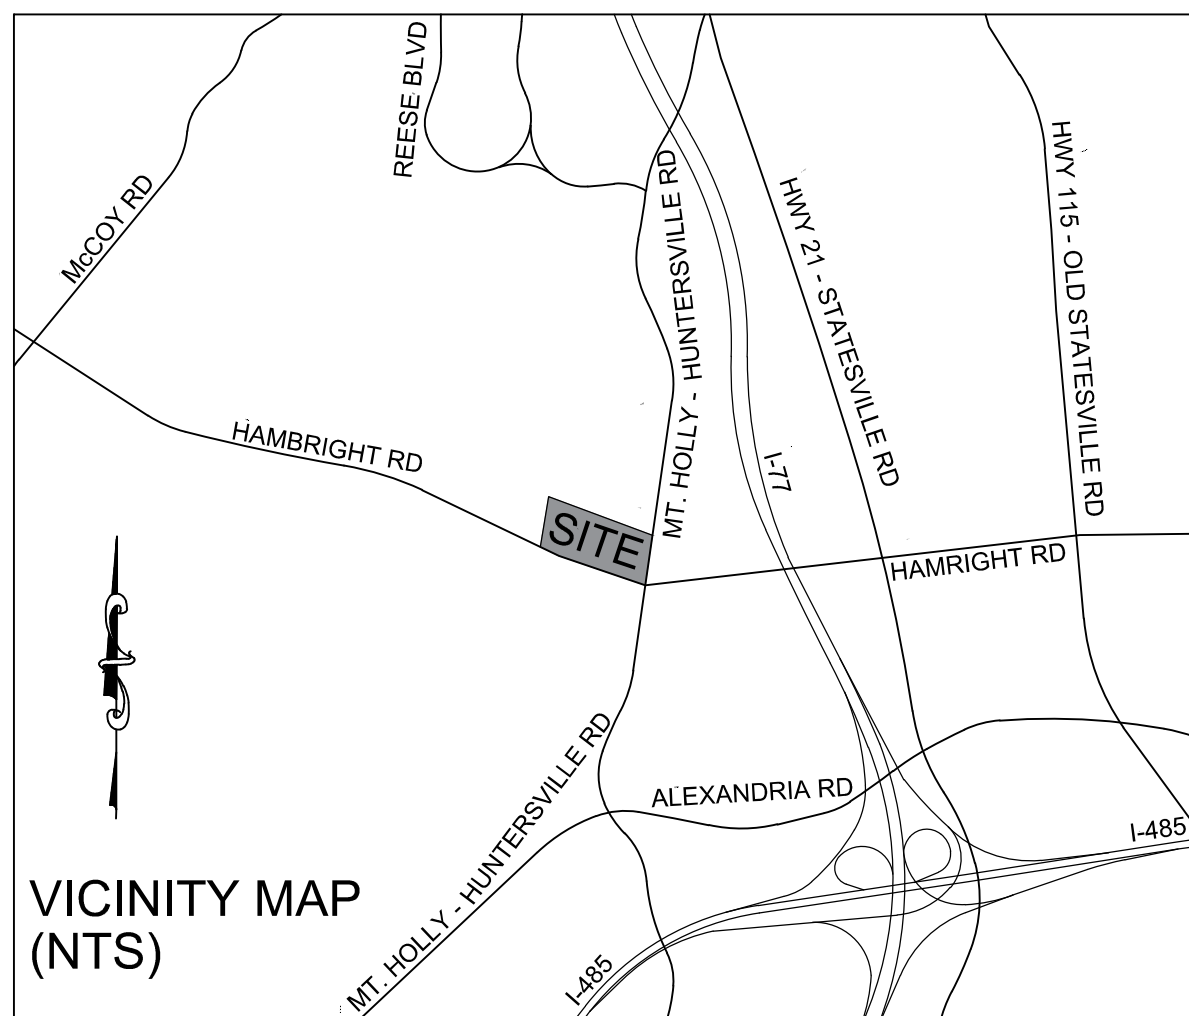 REESE BLVD
McCOY RD
MT. HOLLY - HUNTERSVILLE RD
HWY 21 - STATESVILLE RD
HWY 115 - OLD STATESVILLE RD
HAMBRIGHT RD
I-77
SITE
HAMRIGHT RD
MT. HOLLY - HUNTERSVILLE RD
ALEXANDRIA RD
I-485
VICINITY MAP
(NTS)
I-485